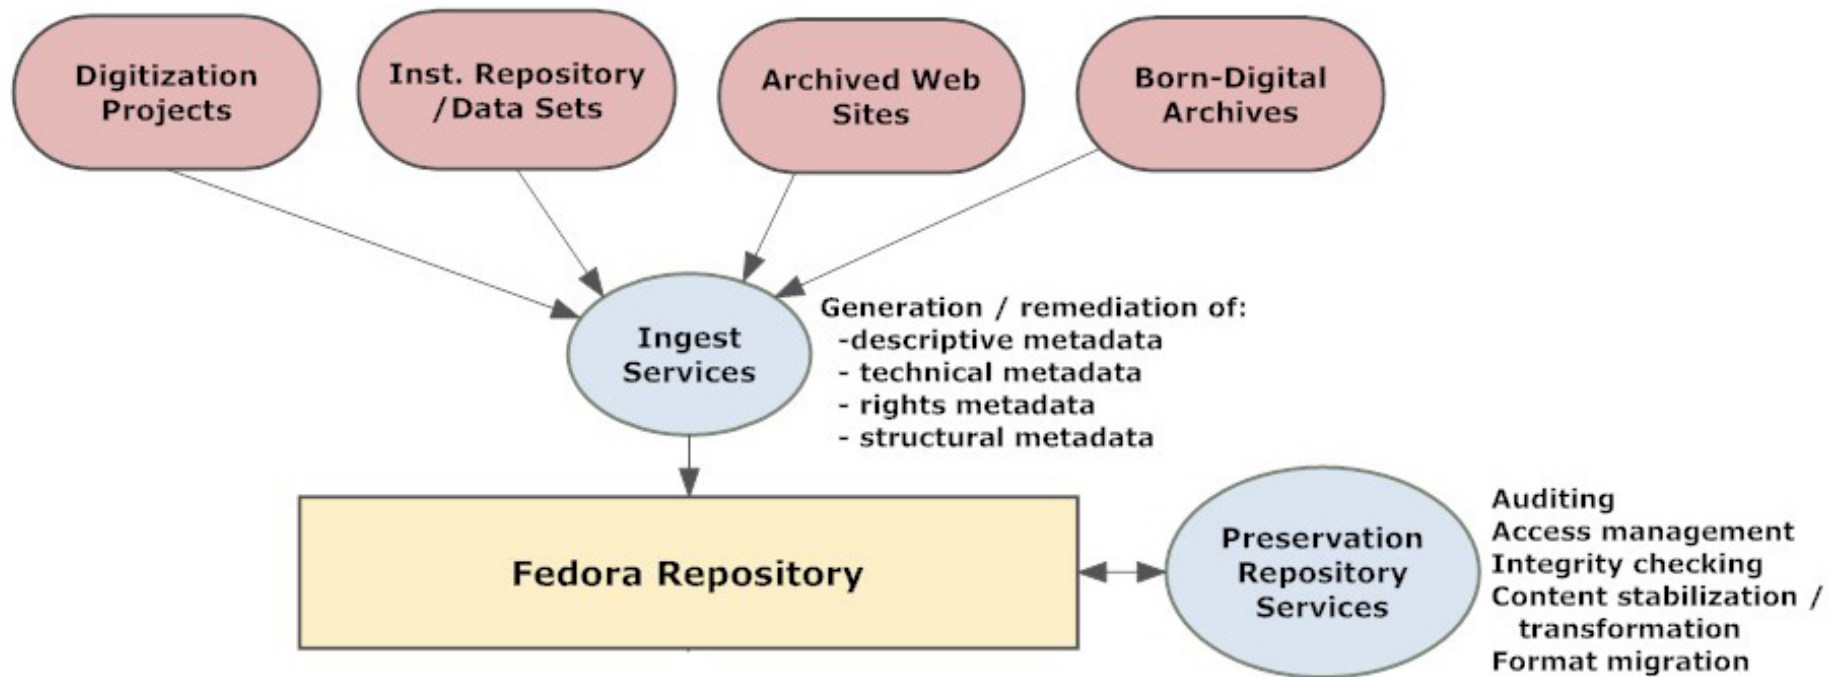 Digitization
Projects
Inst. Repository
/Data Sets
Archived Web
Sites
Born-Digital
Archives
Ingest
Services
Generation / remediation of:
-descriptive metadata
- technical metadata
- rights metadata
- structural metadata
Fedora Repository
Preservation
Repository
Services
Auditing
Access management
Integrity checking
Content stabilization /
transformation
Format migration